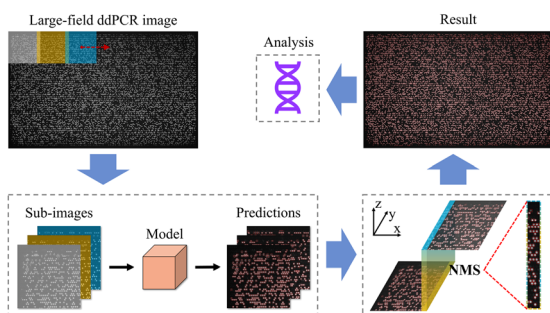 Large-field ddPCR image
Analysis
Result
Sub-images
Model
Predictions
z
y
x
NMS